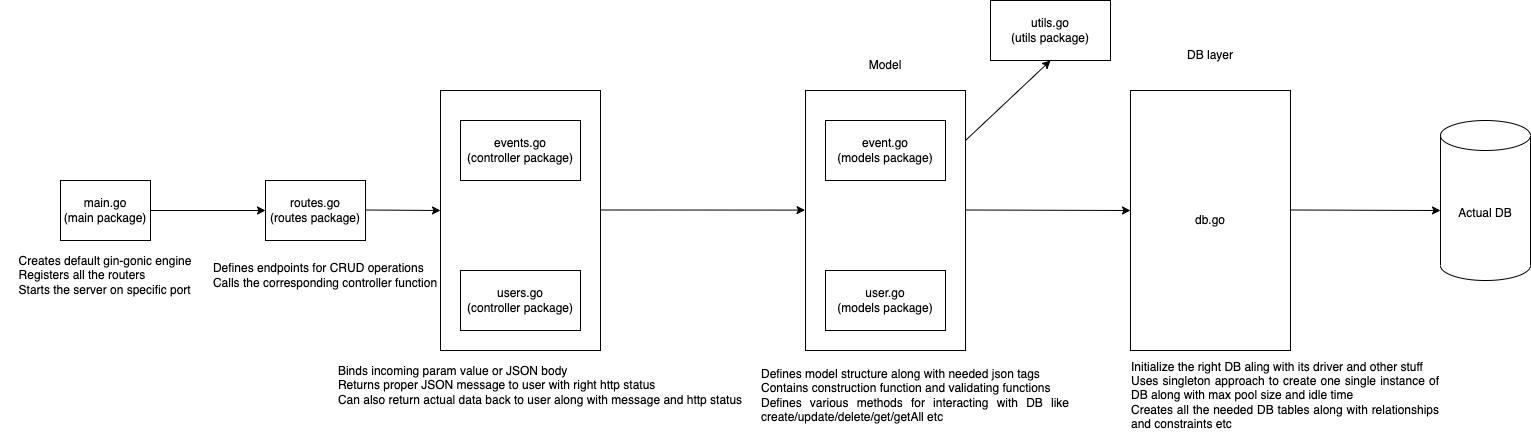 utils.go
(utils package)
Model
DB layer
events.go
(controller package)
event.go
(models package)
main.go
(main package)
routes.go
(routes package)
db.go
Actual DB
Creates default gin-gonic engine
Registers all the routers
Starts the server on specific port
Defines endpoints for CRUD operations
Calls the corresponding controller function
users.go
(controller package)
user.go
(models package)
Binds incoming param value or JSON body
Returns proper JSON message to user with right http status
Can also return actual data back to user along with message and http status
Defines model structure along with needed json tags
Contains construction function and validating functions
Defines various methods for interacting with DB like
create/update/delete/get/getAll etc
Initialize the right DB aling with its driver and other stuff
Uses singleton approach to create one single instance of
DB along with max pool size and idle time
Creates all the needed DB tables along with relationships
and constraints etc